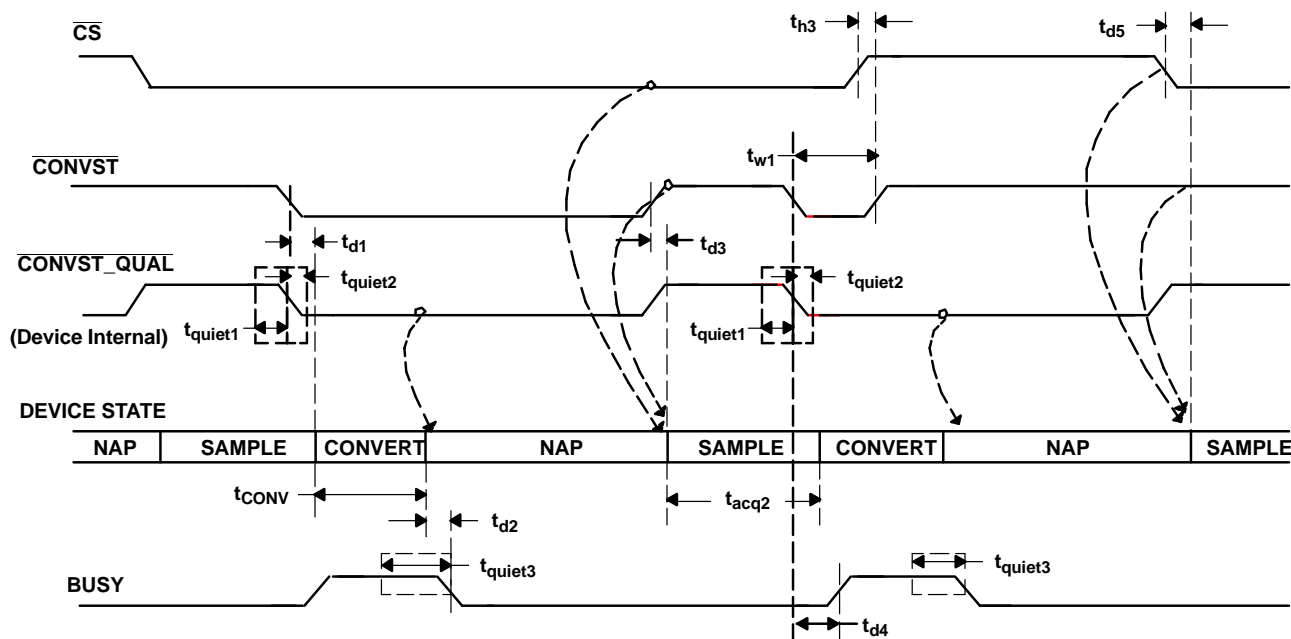 CS
th3
td5
CONVST
tw1
td1
td3
CONVST_QUAL
tquiet2
tquiet2
(Device Internal)
tquiet1
tquiet1
DEVICE STATE
NAP SAMPLE CONVERT NAP SAMPLE CONVERT NAP SAMPLE
tCONV
tacq2
td2
tquiet3
tquiet3
BUSY
td4